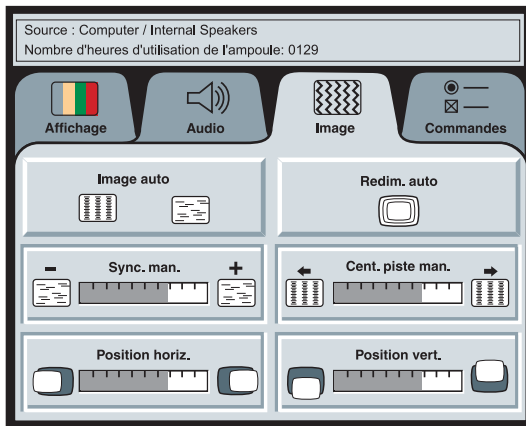 Source : Computer / Internal Speakers
Nombre d'heures d'utilisation de l'ampoule: 0129
Affichage
Audio
Image
Commandes
Image auto
Redim. auto
Sync. man.
Cent. piste man.
Position horiz.
Position vert.